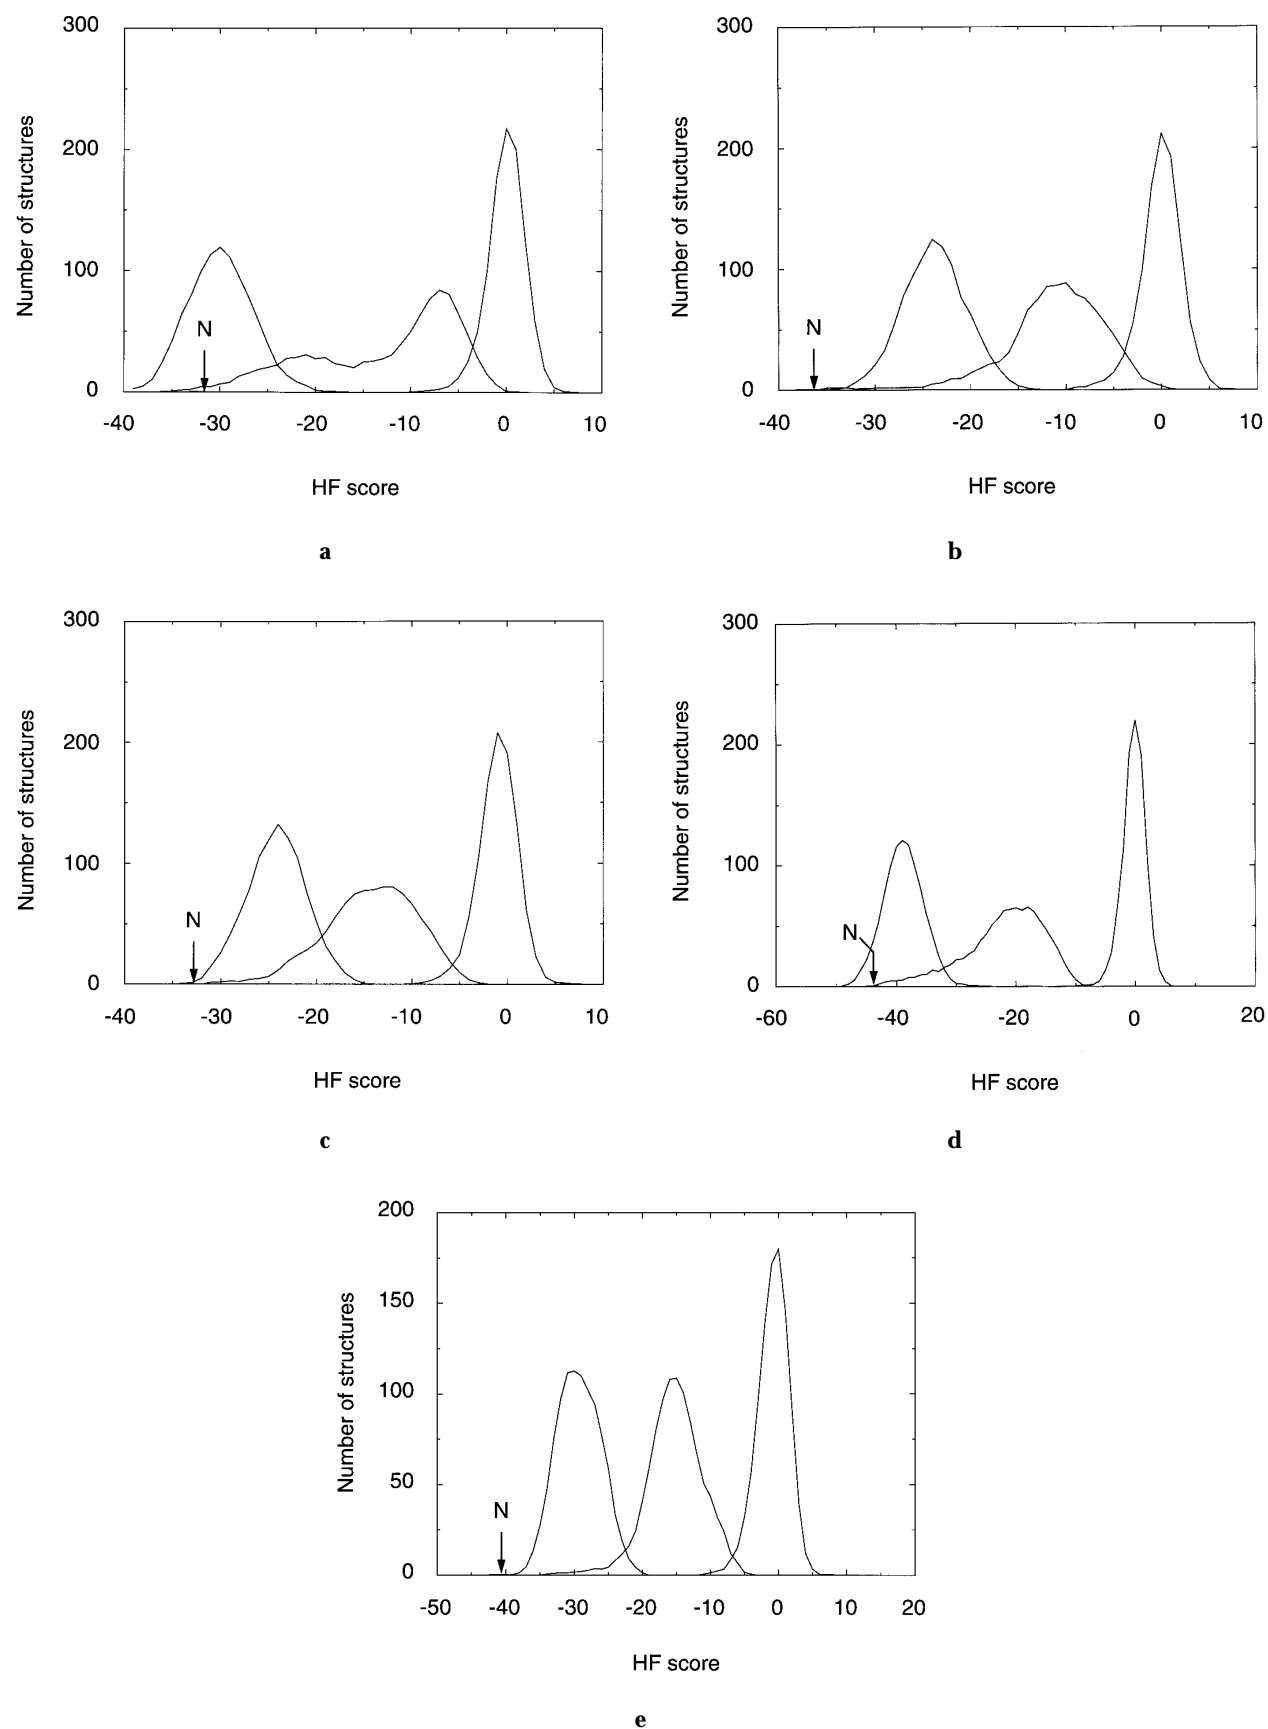 300
200
100
0
Number of structures
N
-40 -30 -20 -10 0 10
HF score
a
300
200
100
0
Number of structures
N
-40 -30 -20 -10 0 10
HF score
b
300
200
100
0
Number of structures
N
-40 -30 -20 -10 0 10
HF score
c
300
200
100
0
Number of structures
N
-60 -40 -20 0 20
HF score
d
200
150
100
50
0
Number of structures
N
-50 -40 -30 -20 -10 0 10 20
HF score
e